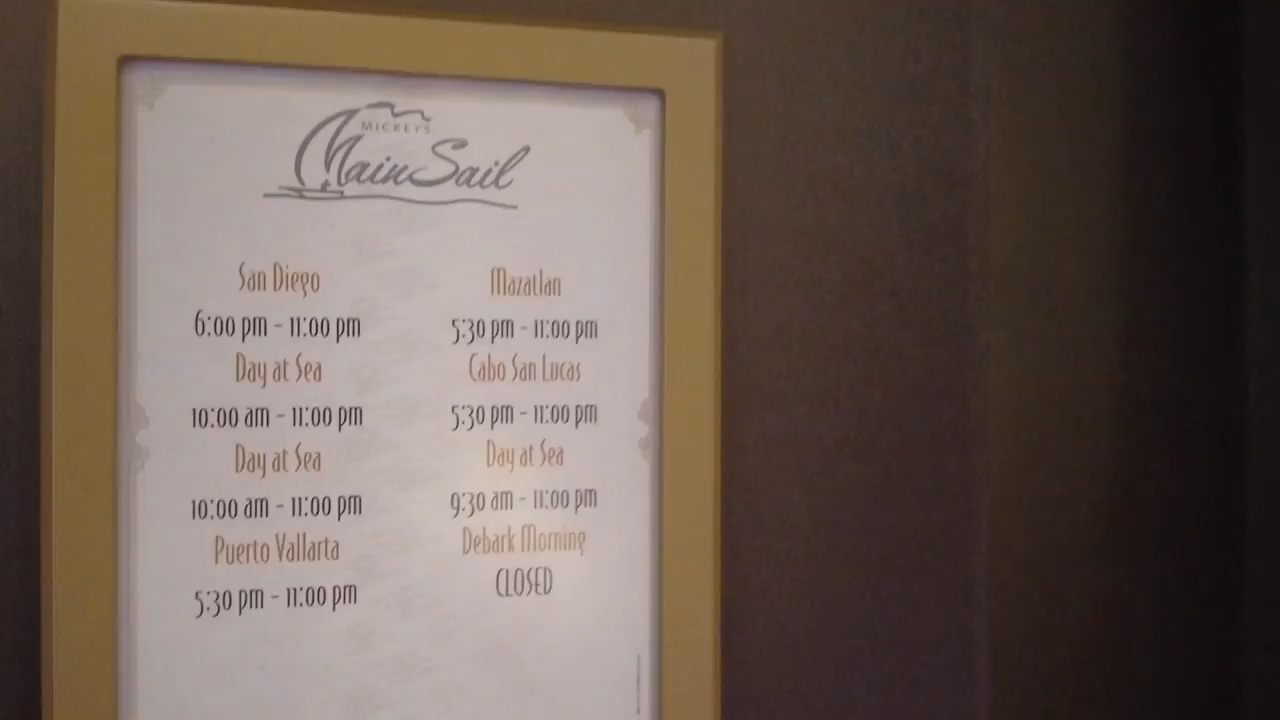 MICKEYS
MainSail
San Diego
6:00 pm - 11:00 pm
Day at Sea
10:00 am - 11:00 pm
Day at Sea
10:00 am - 11:00 pm
Puerto Vallarta
5:30 pm - 11:00 pm
Mazatlan
5:30 pm - 11:00 pm
Cabo San Lucas
5:30 pm - 11:00 pm
Day at Sea
9:30 am - 11:00 pm
Debark Morning
CLOSED